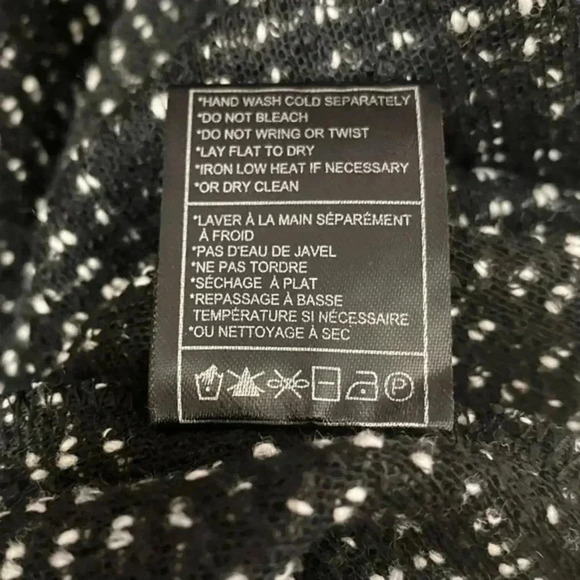 *HAND WASH COLD SEPARATELY
*DO NOT BLEACH
*DO NOT WRING OR TWIST
*LAY FLAT TO DRY
*IRON LOW HEAT IF NECESSARY
*OR DRY CLEAN
*LAVER À LA MAIN SÉPARÉMENT
À FROID
*PAS D'EAU DE JAVEL
*NE PAS TORDRE
*SÉCHAGE À PLAT
*REPASSAGE À BASSE
TEMPÉRATURE SI NÉCESSAIRE
*OU NETTOYAGE À SEC
P